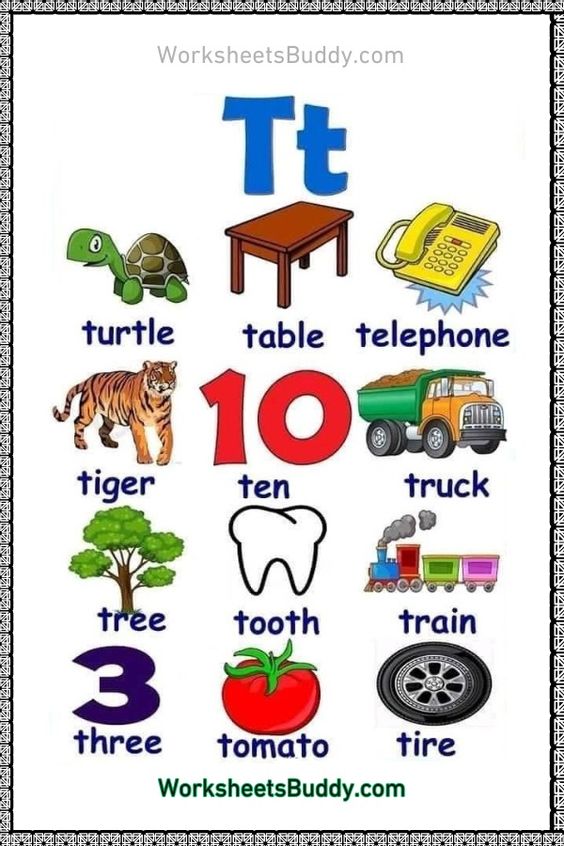 WorksheetsBuddy.com
Tt
turtle table telephone
10
tiger ten truck
tree tooth train
3
three tomato tire
WorksheetsBuddy.com